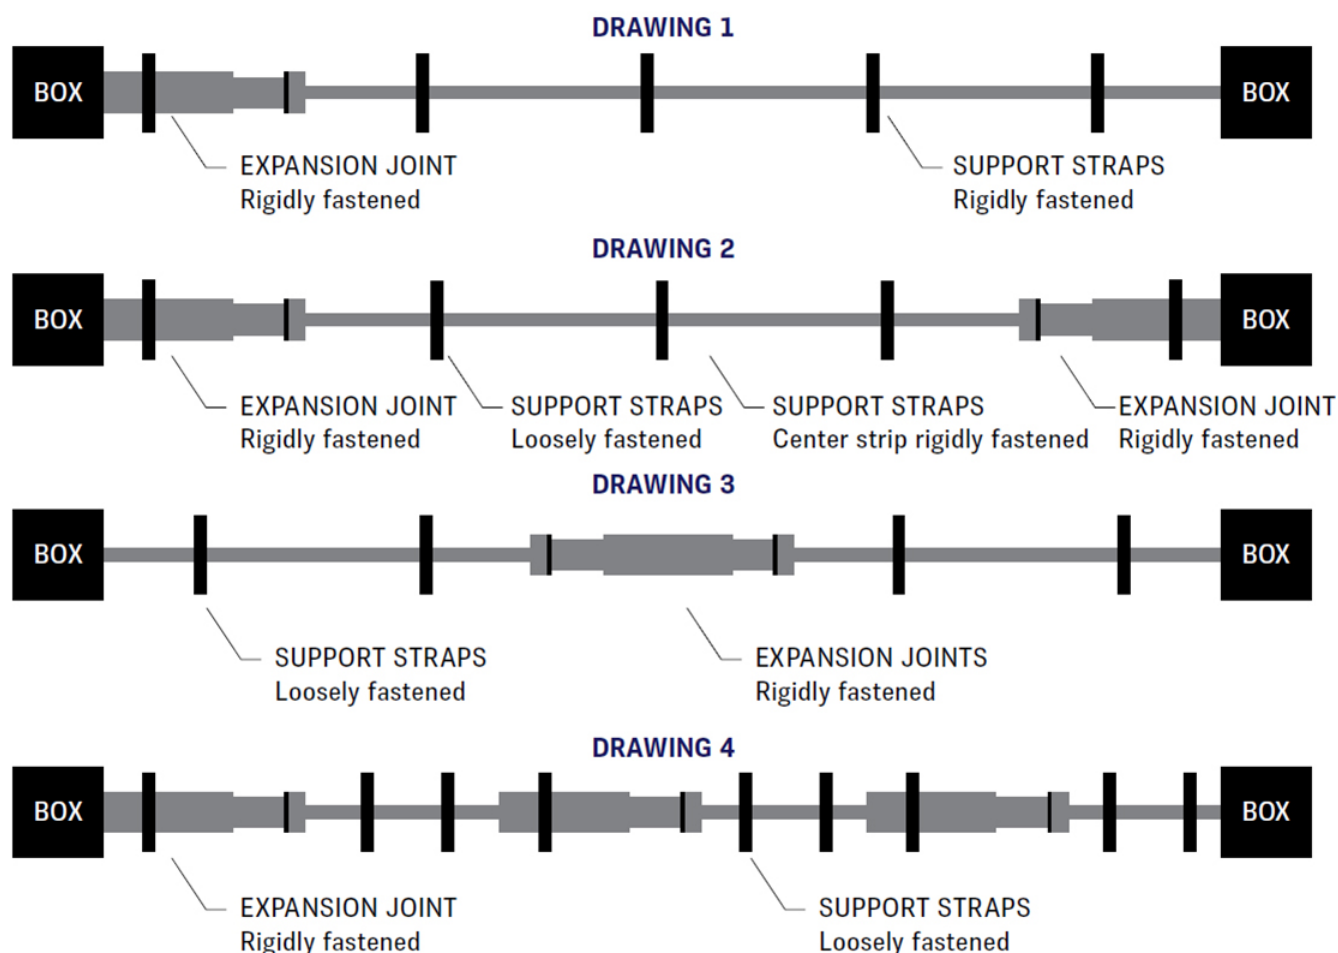 DRAWING 1
BOX
BOX
EXPANSION JOINT
Rigidly fastened
SUPPORT STRAPS
Rigidly fastened
DRAWING 2
BOX
BOX
EXPANSION JOINT
Rigidly fastened
SUPPORT STRAPS
Loosely fastened
SUPPORT STRAPS
Center strip rigidly fastened
EXPANSION JOINT
Rigidly fastened
DRAWING 3
BOX
BOX
SUPPORT STRAPS
Loosely fastened
EXPANSION JOINTS
Rigidly fastened
DRAWING 4
BOX
BOX
EXPANSION JOINT
Rigidly fastened
SUPPORT STRAPS
Loosely fastened